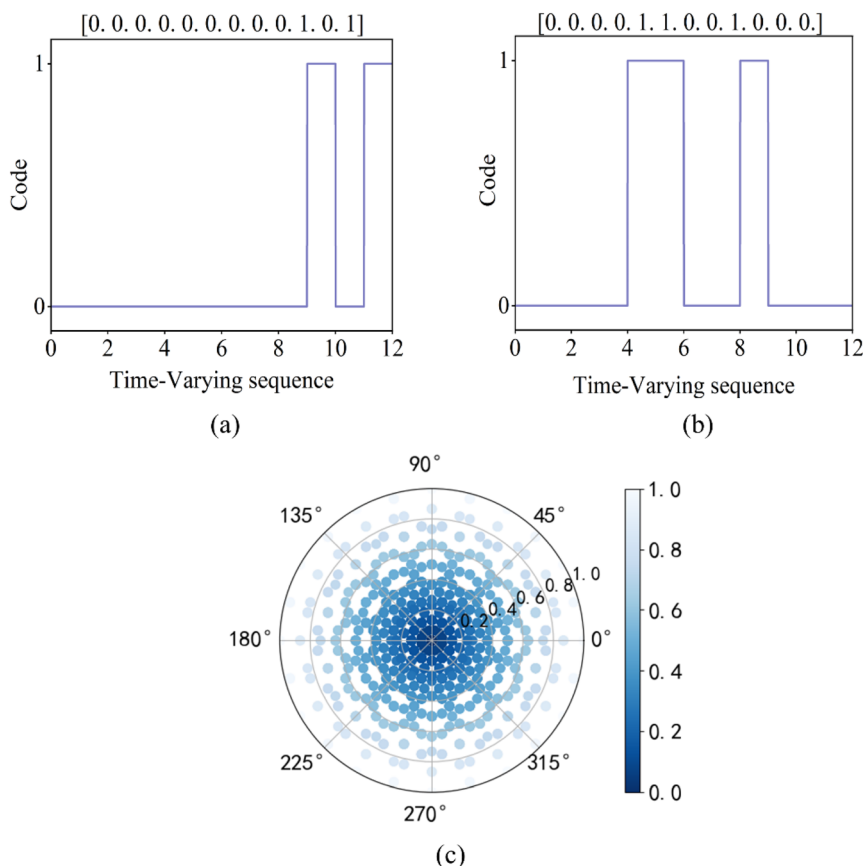 [0. 0. 0. 0. 0. 0. 0. 0. 0. 1. 0. 1]
1
Code
0
0 2 4 6 8 10 12
Time-Varying sequence
(a)
[0. 0. 0. 0. 1. 1. 0. 0. 1. 0. 0. 0.]
1
Code
0
0 2 4 6 8 10 12
Time-Varying sequence
(b)
90°
135° 45°
180° 0°
225° 315°
270°
0.2 0.4 0.6 0.8 1.0
1.0
0.8
0.6
0.4
0.2
0.0
(c)